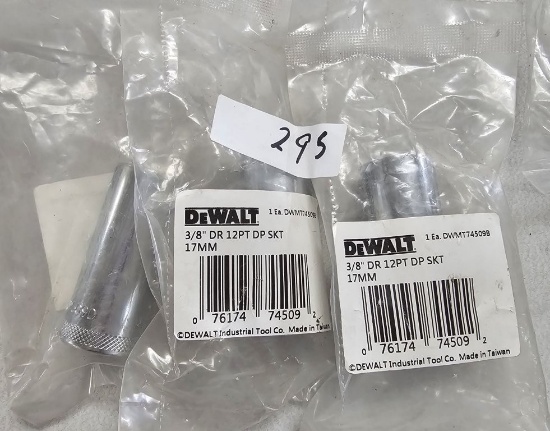 295
DEWALT 1 Ea. DWMT74509B
3/8" DR 12PT DP SKT
17MM
0 76174 74509 2
©DEWALT Industrial Tool Co. Made in Taiwan
DEWALT 1 Ea. DWMT74509B
3/8" DR 12PT DP SKT
17MM
0 76174 74509 2
©DEWALT Industrial Tool Co. Made in Taiwan